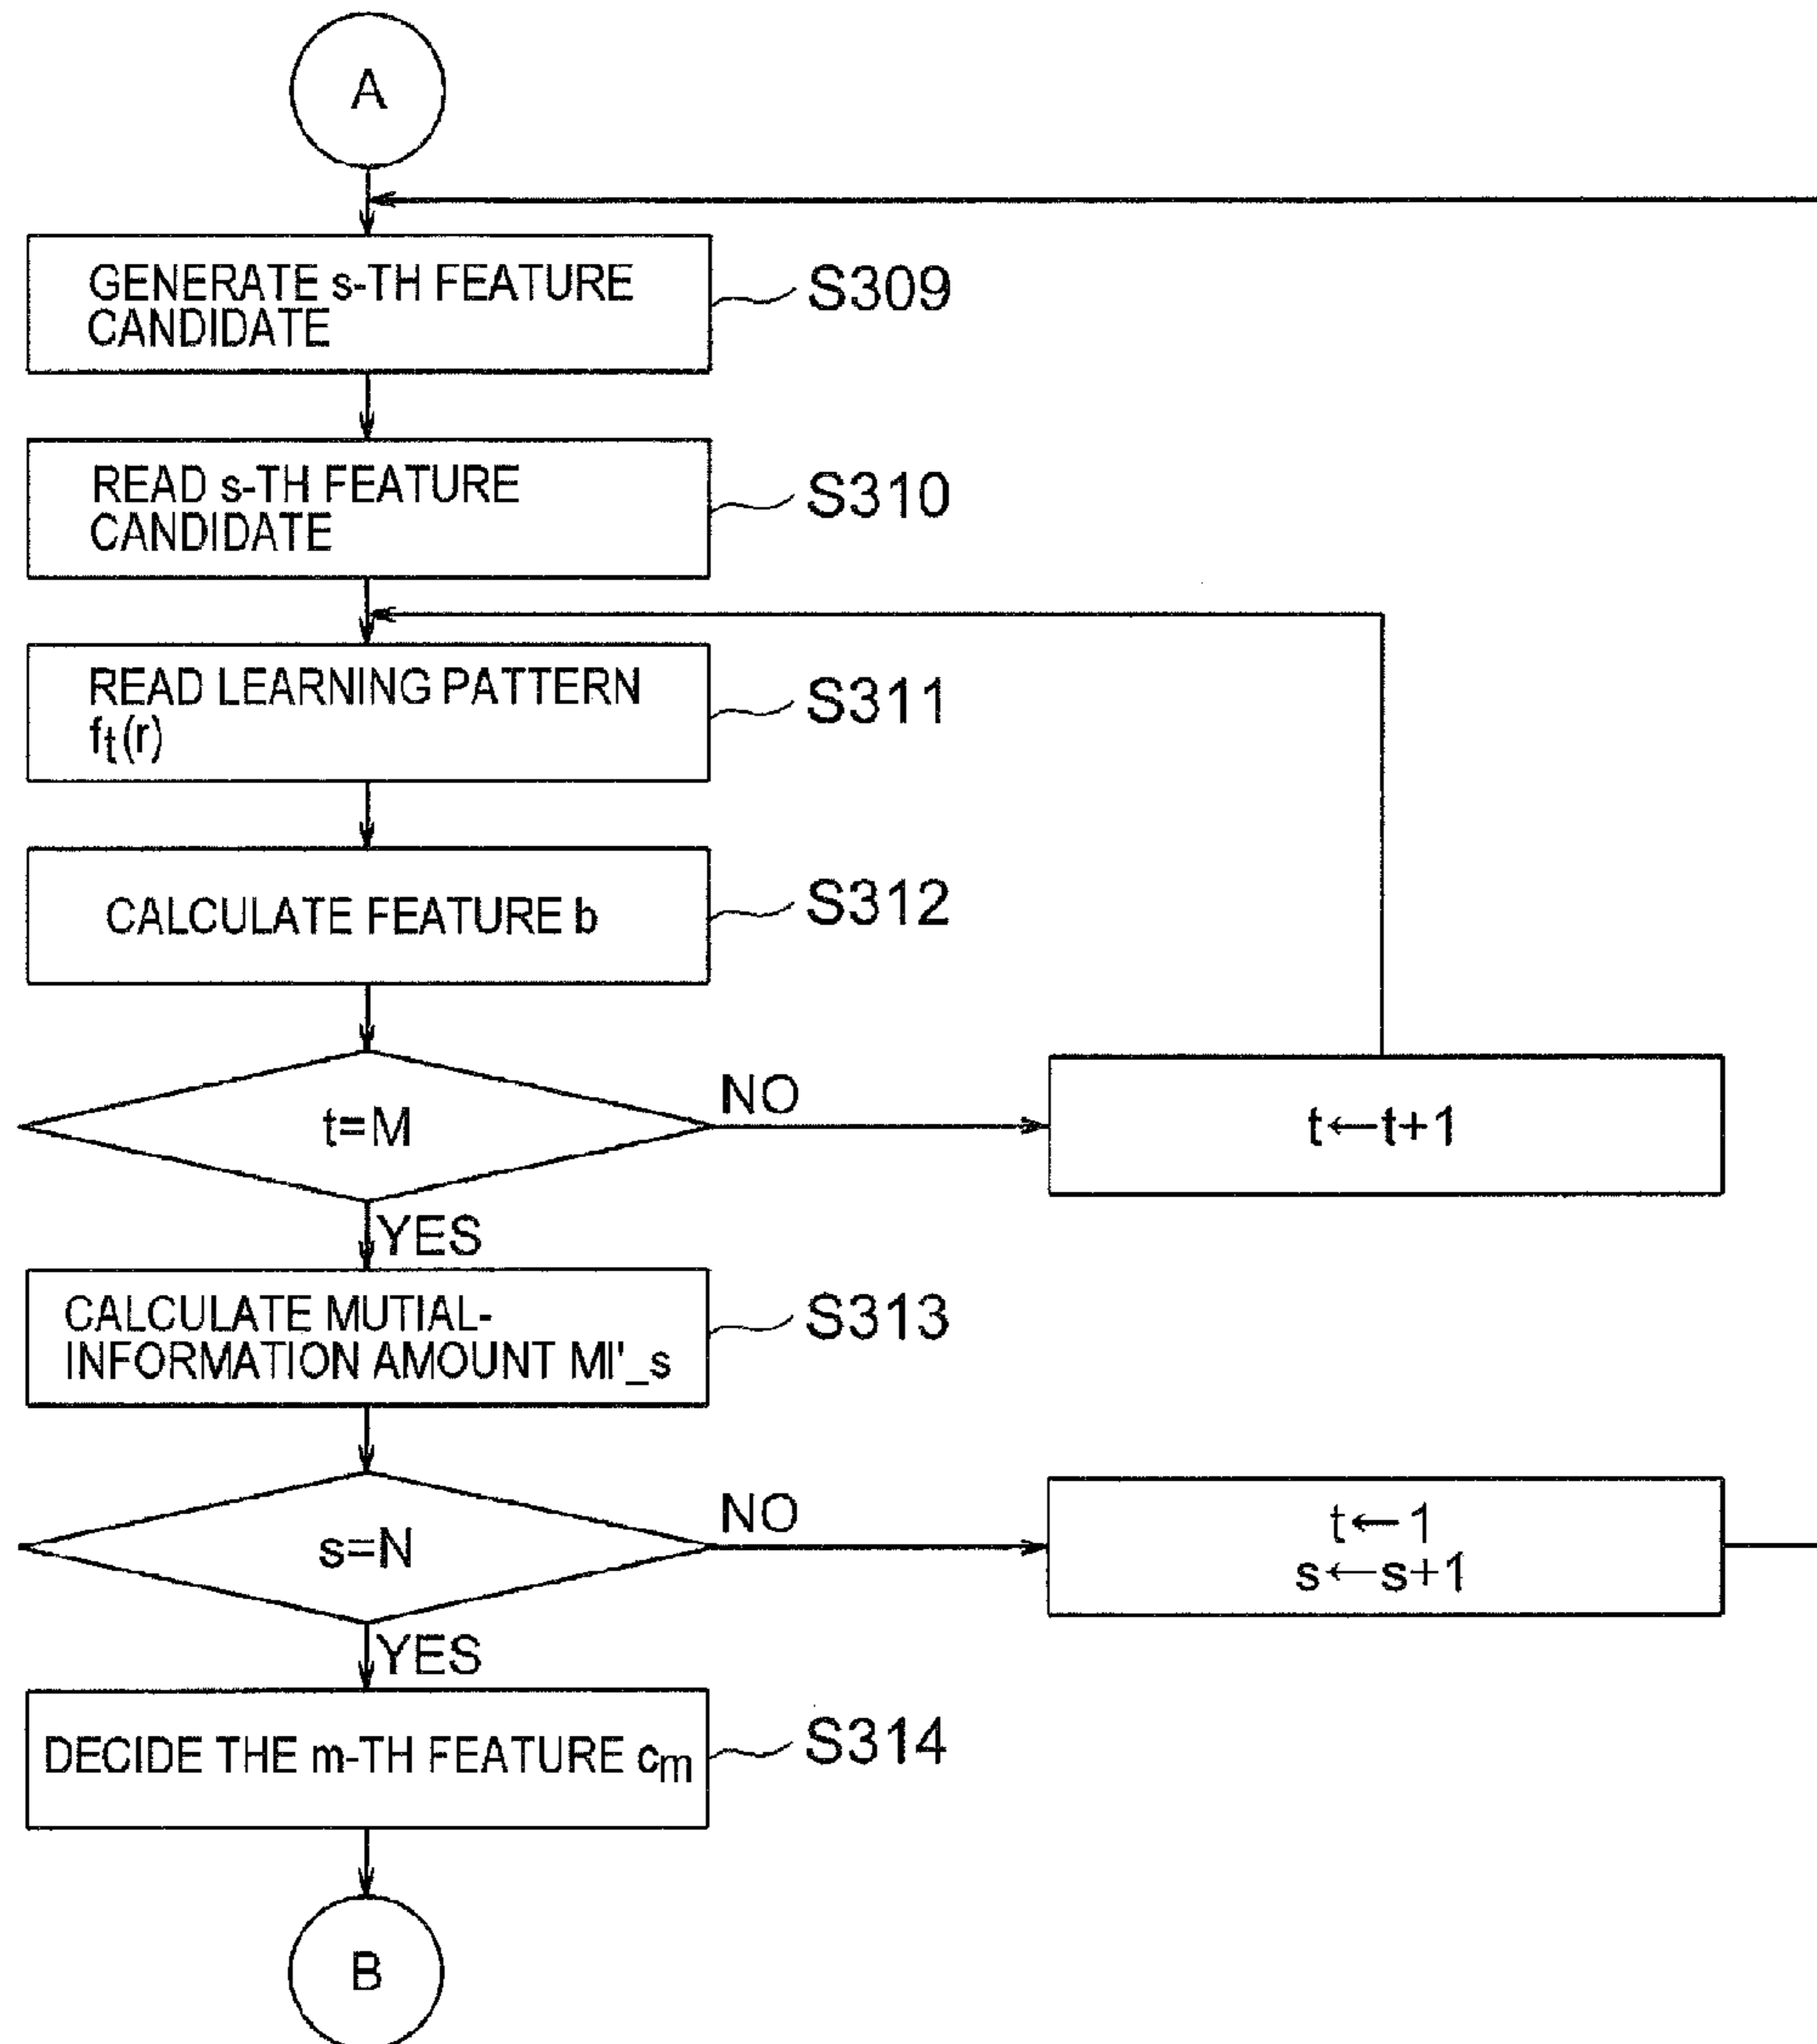 A
GENERATE s-TH FEATURE
CANDIDATE
S309
READ s-TH FEATURE
CANDIDATE
S310
READ LEARNING PATTERN
ft(r)
S311
CALCULATE FEATURE b
S312
t=M
NO
t←t+1
YES
CALCULATE MUTIAL-
INFORMATION AMOUNT MI'_s
S313
s=N
NO
t←1
s←s+1
YES
DECIDE THE m-TH FEATURE cm
S314
B